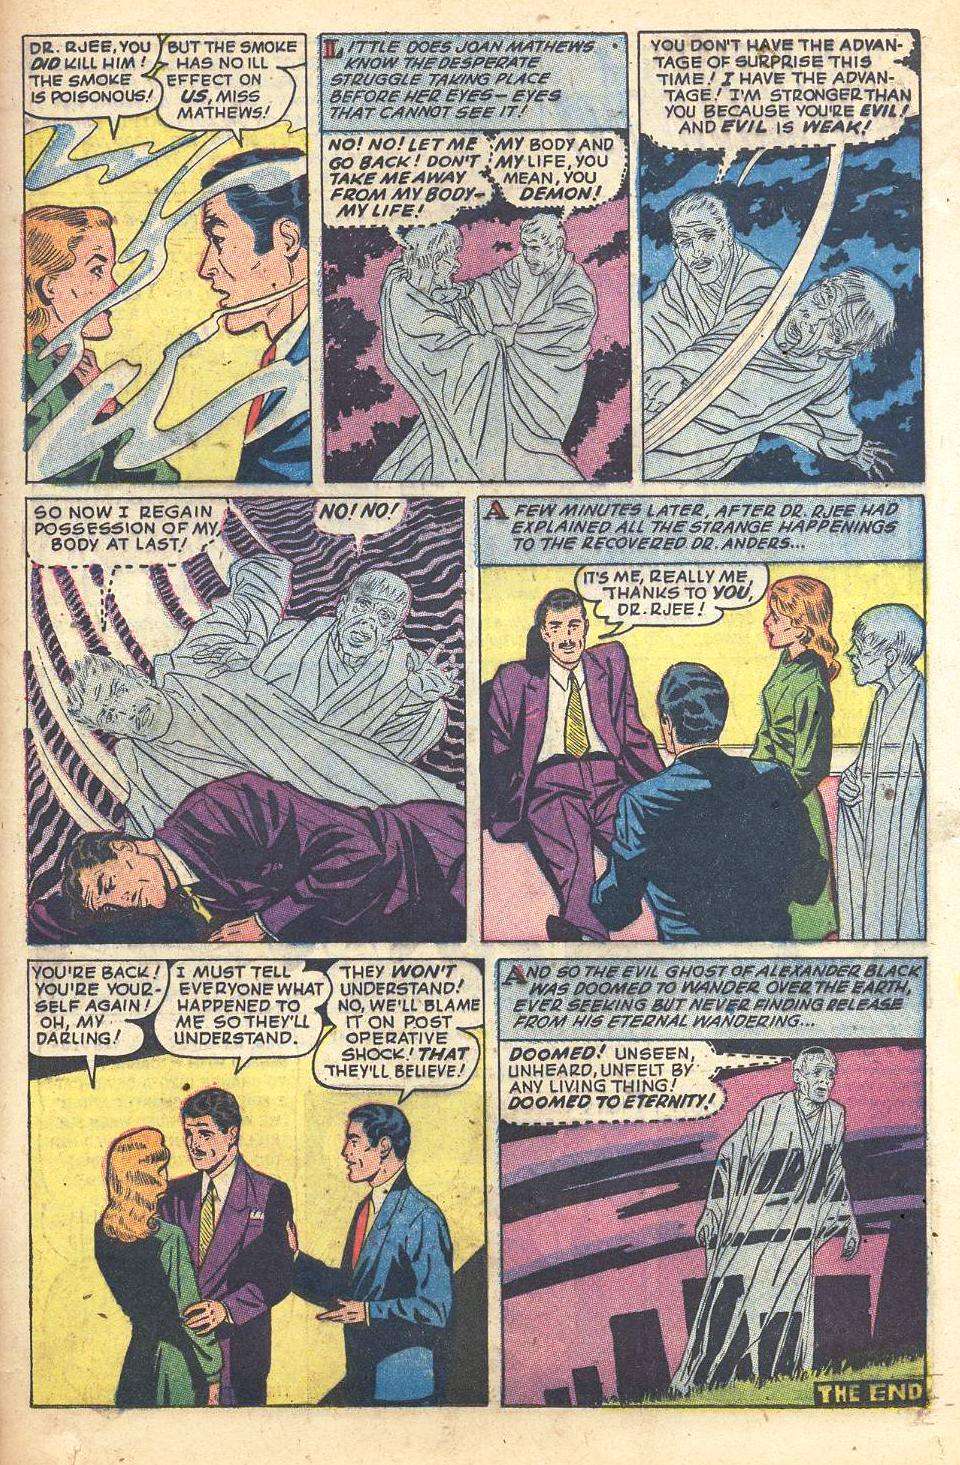 DR. RJEE, YOU
DID KILL HIM!
THE SMOKE
IS POISONOUS!
BUT THE SMOKE
HAS NO ILL
EFFECT ON
US, MISS
MATHEWS!
LITTLE DOES JOAN MATHEWS
KNOW THE DESPERATE
STRUGGLE TAKING PLACE
BEFORE HER EYES—EYES
THAT CANNOT SEE IT!
NO! NO! LET ME
GO BACK! DON'T
TAKE ME AWAY
FROM MY BODY—
MY LIFE!
MY BODY AND
MY LIFE, YOU
MEAN, YOU
DEMON!
YOU DON'T HAVE THE ADVAN-
TAGE OF SURPRISE THIS
TIME! I HAVE THE ADVAN-
TAGE! I'M STRONGER THAN
YOU BECAUSE YOU'RE EVIL!
AND EVIL IS WEAK!
SO NOW I REGAIN
POSSESSION OF MY
BODY AT LAST!
NO! NO!
A FEW MINUTES LATER, AFTER DR. RJEE HAD
EXPLAINED ALL THE STRANGE HAPPENINGS
TO THE RECOVERED DR. ANDERS...
IT'S ME, REALLY ME,
THANKS TO YOU,
DR. RJEE!
YOU'RE BACK!
YOU'RE YOUR-
SELF AGAIN!
OH, MY
DARLING!
I MUST TELL
EVERYONE WHAT
HAPPENED TO
ME SO THEY'LL
UNDERSTAND.
THEY WON'T
UNDERSTAND!
NO, WE'LL BLAME
IT ON POST
OPERATIVE
SHOCK! THAT
THEY'LL BELIEVE!
AND SO THE EVIL GHOST OF ALEXANDER BLACK
WAS DOOMED TO WANDER OVER THE EARTH,
EVER SEEKING BUT NEVER FINDING RELEASE
FROM HIS ETERNAL WANDERING...
DOOMED! UNSEEN,
UNHEARD, UNFELT BY
ANY LIVING THING!
DOOMED TO ETERNITY!
THE END